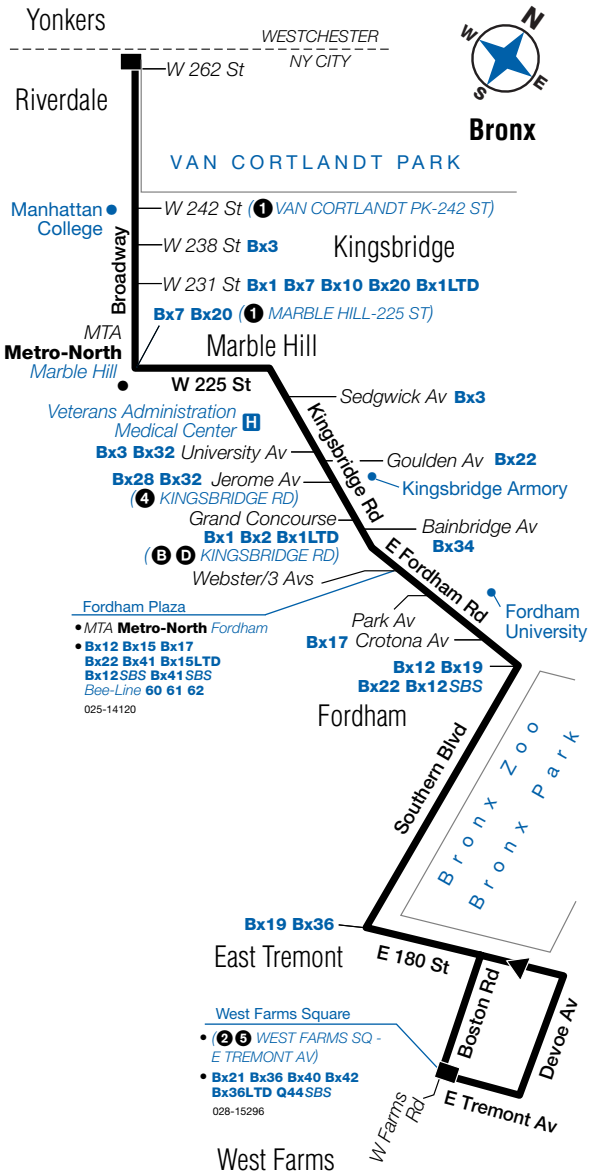 Yonkers
WESTCHESTER
NY CITY
N
W
E
S
Bronx
W 262 St
Riverdale
VAN CORTLANDT PARK
Manhattan
College
W 242 St (1 VAN CORTLANDT PK-242 ST)
W 238 St Bx3
Kingsbridge
Broadway
W 231 St Bx1 Bx7 Bx10 Bx20 Bx1LTD
Bx7 Bx20 (1 MARBLE HILL-225 ST)
MTA
Metro-North
Marble Hill
Marble Hill
W 225 St
Sedgwick Av Bx3
Veterans Administration
Medical Center H
Kingsbridge Rd
Bx3 Bx32 University Av
Goulden Av Bx22
Bx28 Bx32 Jerome Av
(4 KINGSBRIDGE RD)
Kingsbridge Armory
Grand Concourse
Bx1 Bx2 Bx1LTD
(B D KINGSBRIDGE RD)
Bainbridge Av
Bx34
Webster/3 Avs
E Fordham Rd
Fordham Plaza
• MTA Metro-North Fordham
• Bx12 Bx15 Bx17
Bx22 Bx41 Bx15LTD
Bx12SBS Bx41SBS
Bee-Line 60 61 62
025-14120
Fordham
University
Park Av
Bx17 Crotona Av
Bx12 Bx19
Bx22 Bx12SBS
Fordham
Southern Blvd
Bronx Zoo
Bronx Park
Bx19 Bx36
East Tremont
E 180 St
Boston Rd
Devoe Av
West Farms Square
• (2 5 WEST FARMS SQ -
E TREMONT AV)
• Bx21 Bx36 Bx40 Bx42
Bx36LTD Q44SBS
028-15296
W Farms
Rd
E Tremont Av
West Farms